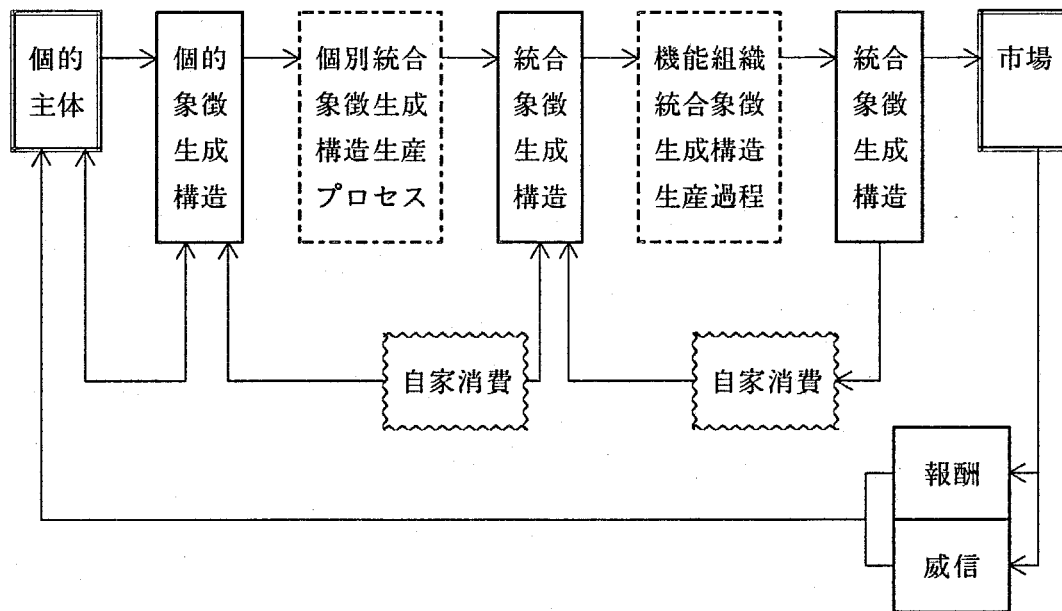 個的
主体
個的
象徴
生成
構造
個別統合
象徴生成
構造生産
プロセス
統合
象徴
生成
構造
機能組織
統合象徴
生成構造
生産過程
統合
象徴
生成
構造
市場
自家消費
自家消費
報酬
威信